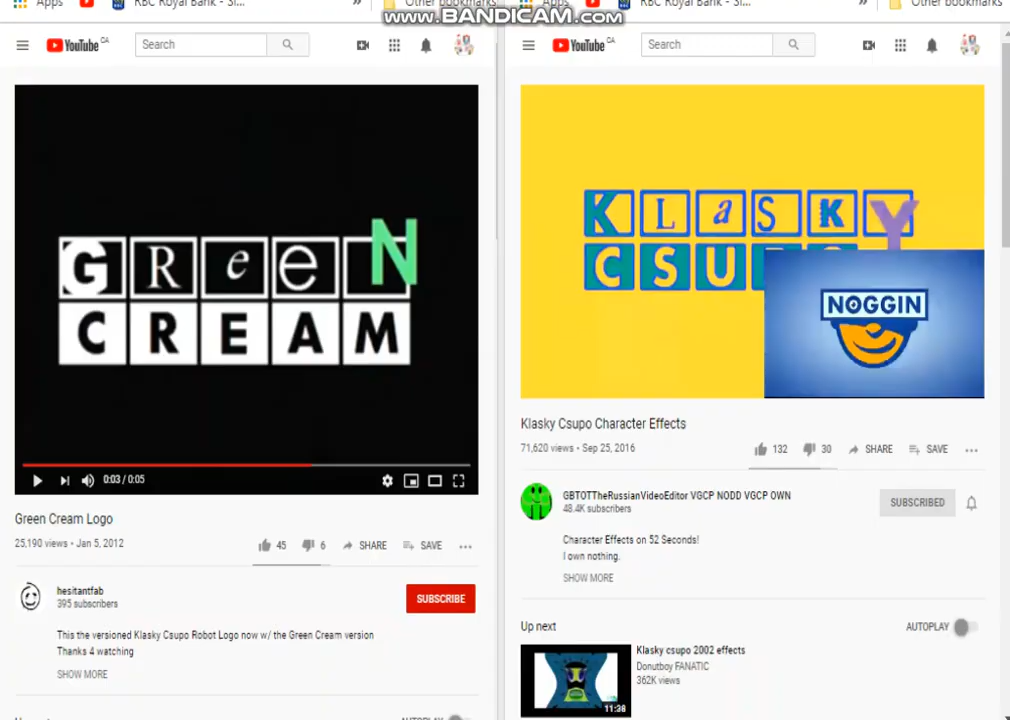 Apps RBC Royal Bank - Si... » Other bookmarks
Apps RBC Royal Bank - Si... » Other bookmarks
WWW.BANDICAM.COM
YouTube CA Search
YouTube CA Search
GReeN
CREAM
0:03 / 0:05
Green Cream Logo
25,190 views • Jan 5, 2012
45 6 SHARE SAVE ...
hesitantfab
395 subscribers
SUBSCRIBE
This the versioned Klasky Csupo Robot Logo now w/ the Green Cream version
Thanks 4 watching
SHOW MORE
KLaSKY
CSU
NOGGIN
Klasky Csupo Character Effects
71,620 views • Sep 25, 2016
132 30 SHARE SAVE ...
GBTOTTheRussianVideoEditor VGCP NODD VGCP OWN
48.4K subscribers
SUBSCRIBED
Character Effects on 52 Seconds!
I own nothing.
SHOW MORE
Up next
AUTOPLAY
Klasky csupo 2002 effects
Donutboy FANATIC
362K views
11:38